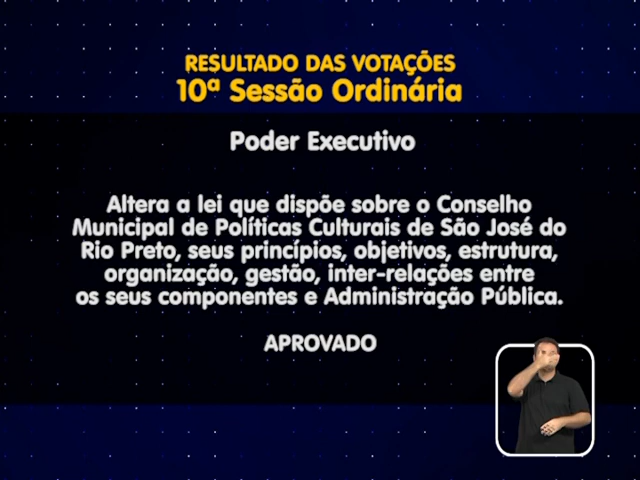 RESULTADO DAS VOTAÇÕES
10ª Sessão Ordinária
Poder Executivo
Altera a lei que dispõe sobre o Conselho
Municipal de Políticas Culturais de São José do
Rio Preto, seus princípios, objetivos, estrutura,
organização, gestão, inter-relações entre
os seus componentes e Administração Pública.
APROVADO